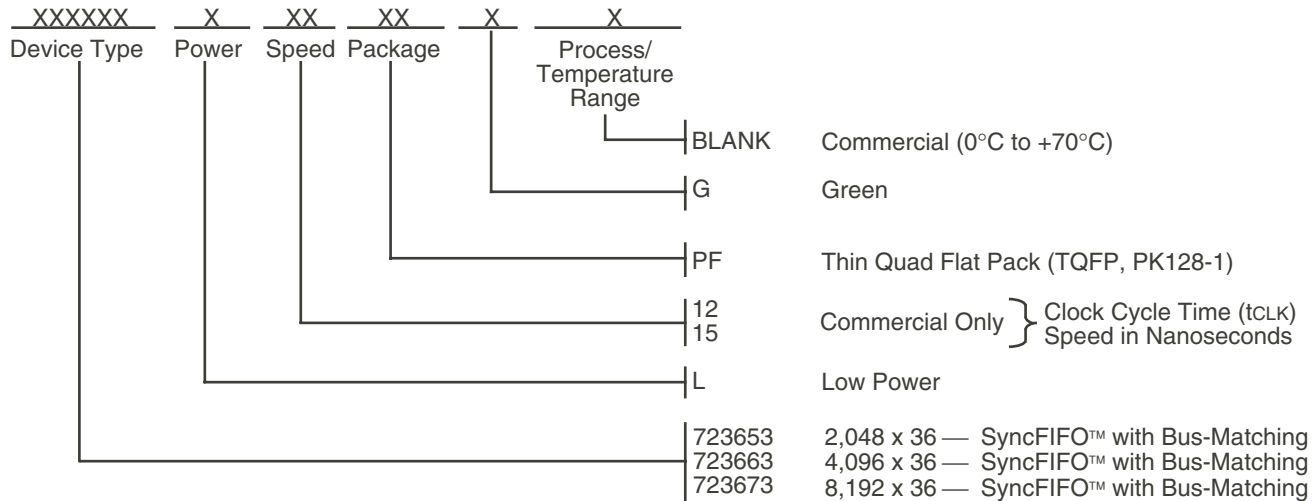 XXXXXX X XX XX X X
Device Type Power Speed Package Process/
Temperature
Range
BLANK Commercial (0°C to +70°C)
G Green
PF Thin Quad Flat Pack (TQFP, PK128-1)
12
15
Commercial Only
Clock Cycle Time (tCLK)
Speed in Nanoseconds
L Low Power
723653 2,048 x 36 — SyncFIFO™ with Bus-Matching
723663 4,096 x 36 — SyncFIFO™ with Bus-Matching
723673 8,192 x 36 — SyncFIFO™ with Bus-Matching